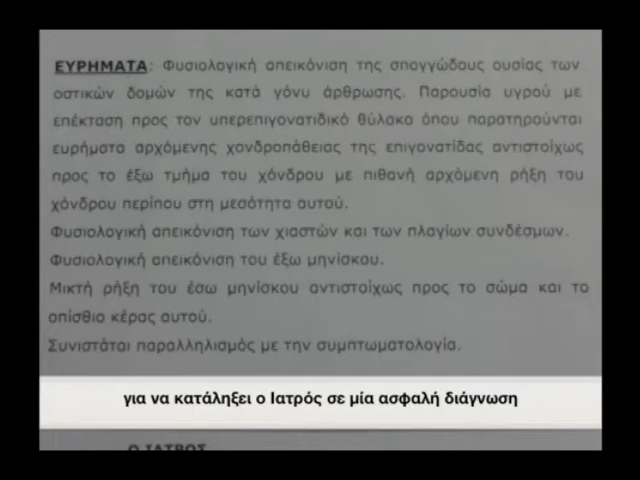 ΕΥΡΗΜΑΤΑ: Φυσιολογική απεικόνιση της σπογγώδους ουσίας των
οστικών δομών της κατά γόνυ άρθρωσης. Παρουσία υγρού με
επέκταση προς τον υπερεπιγονατιδικό θύλακο όπου παρατηρούνται
ευρήματα αρχόμενης χονδροπάθειας της επιγονατίδας αντιστοίχως
προς το έξω τμήμα του χόνδρου με πιθανή αρχόμενη ρήξη του
χόνδρου περίπου στη μεσότητα αυτού.
Φυσιολογική απεικόνιση των χιαστών και των πλαγίων συνδέσμων.
Φυσιολογική απεικόνιση του έξω μηνίσκου.
Μικτή ρήξη του έσω μηνίσκου αντιστοίχως προς το σώμα και το
οπίσθιο κέρας αυτού.
Συνιστάται παραλληλισμός με την συμπτωματολογία.
για να κατάληξει ο Ιατρός σε μία ασφαλή διάγνωση
Ο ΙΑΤΡΟΣ